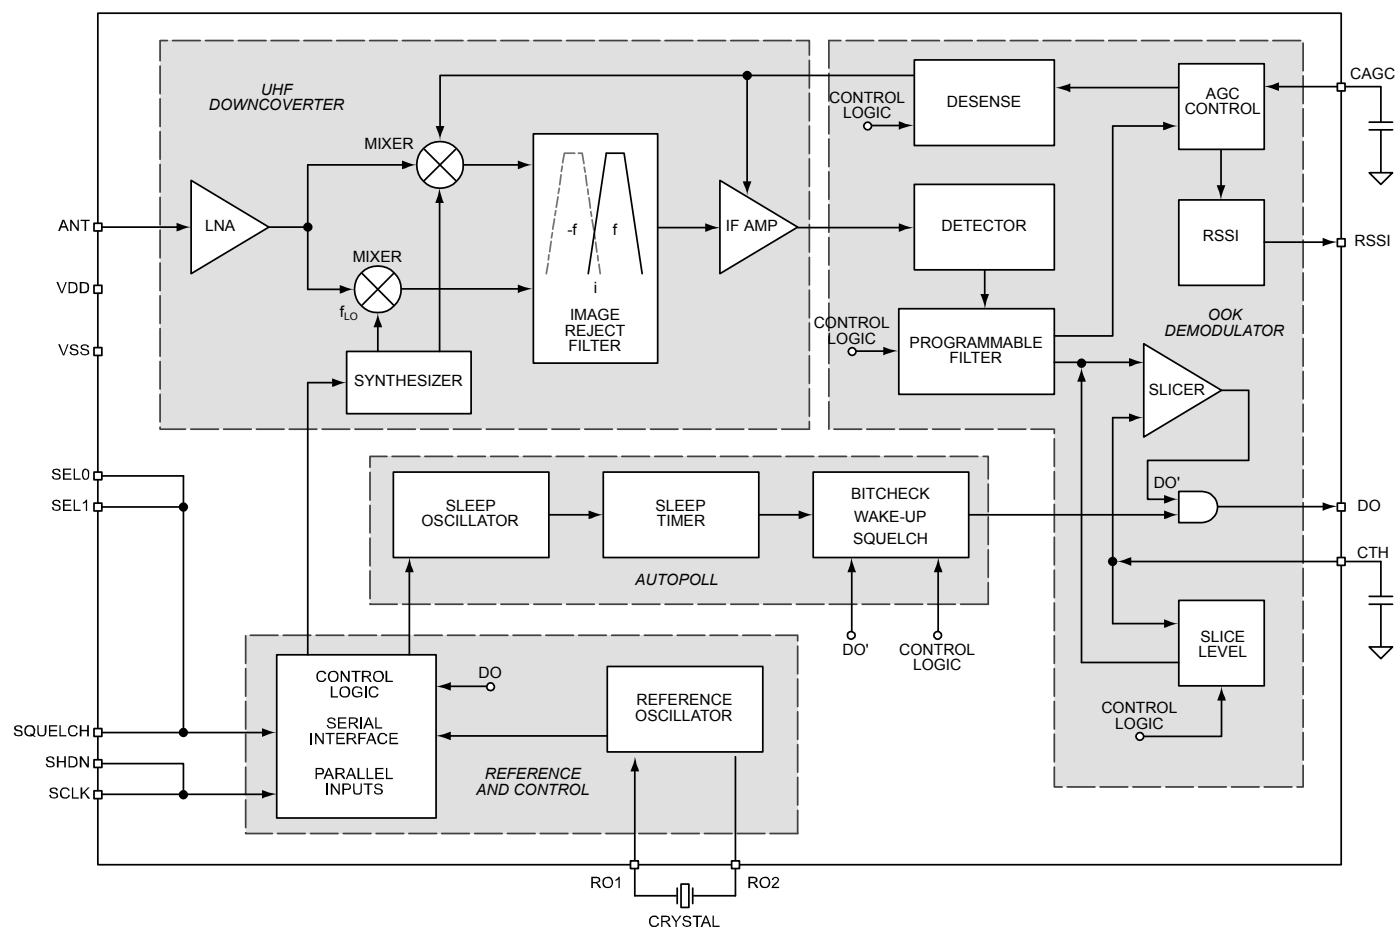 UHF
DOWNCOVERTER
MIXER
LNA
ANT
VDD
VSS
MIXER
fLO
SYNTHESIZER
-f
f
i
IMAGE
REJECT
FILTER
IF AMP
CONTROL
LOGIC
DESENSE
AGC
CONTROL
CAGC
DETECTOR
RSSI
RSSI
CONTROL
LOGIC
PROGRAMMABLE
FILTER
OOK
DEMODULATOR
SLICER
SEL0
SEL1
SLEEP
OSCILLATOR
SLEEP
TIMER
BITCHECK
WAKE-UP
SQUELCH
AUTOPOLL
DO'
DO
CTH
DO'
CONTROL
LOGIC
SLICE
LEVEL
CONTROL
LOGIC
SQUELCH
SHDN
SCLK
CONTROL
LOGIC
SERIAL
INTERFACE
PARALLEL
INPUTS
DO
REFERENCE
OSCILLATOR
REFERENCE
AND CONTROL
RO1
RO2
CRYSTAL